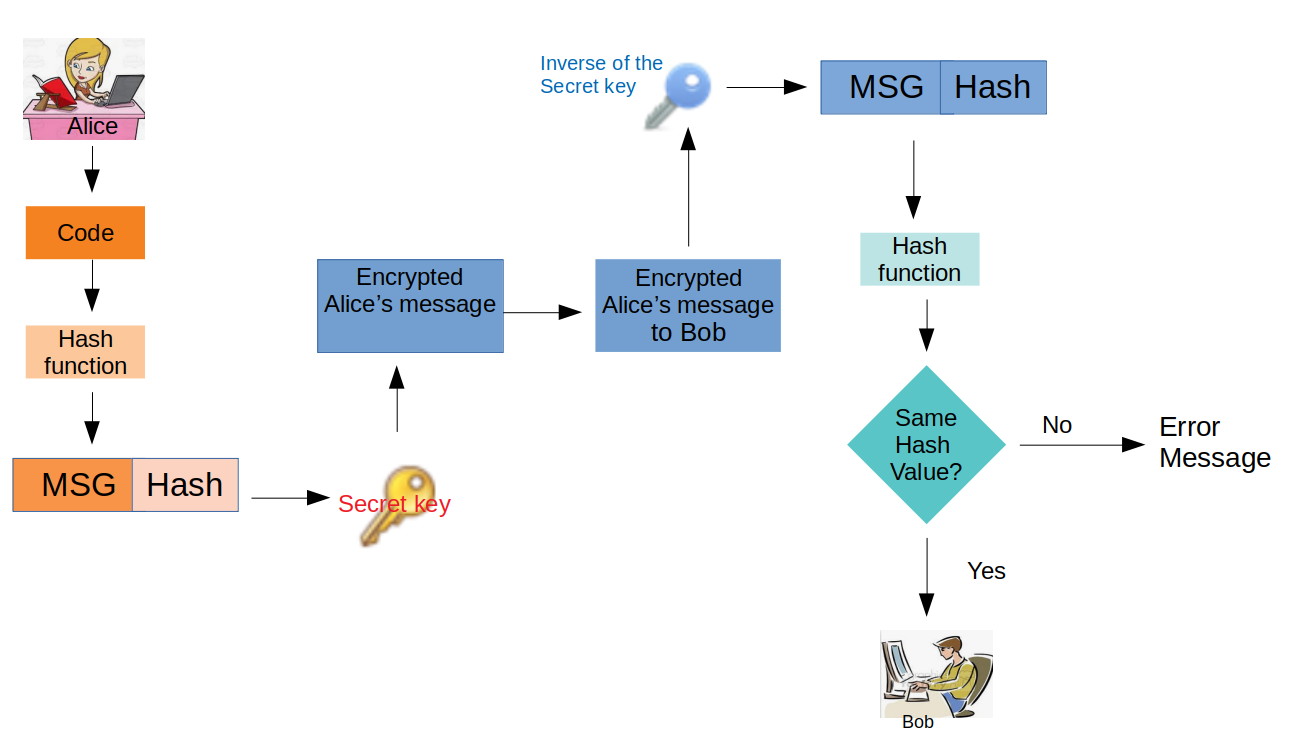 Alice
Code
Hash
function
MSG
Hash
Secret key
Encrypted
Alice’s message
Encrypted
Alice’s message
to Bob
Inverse of the
Secret key
MSG
Hash
Hash
function
Same
Hash
Value?
No
Error
Message
Yes
Bob